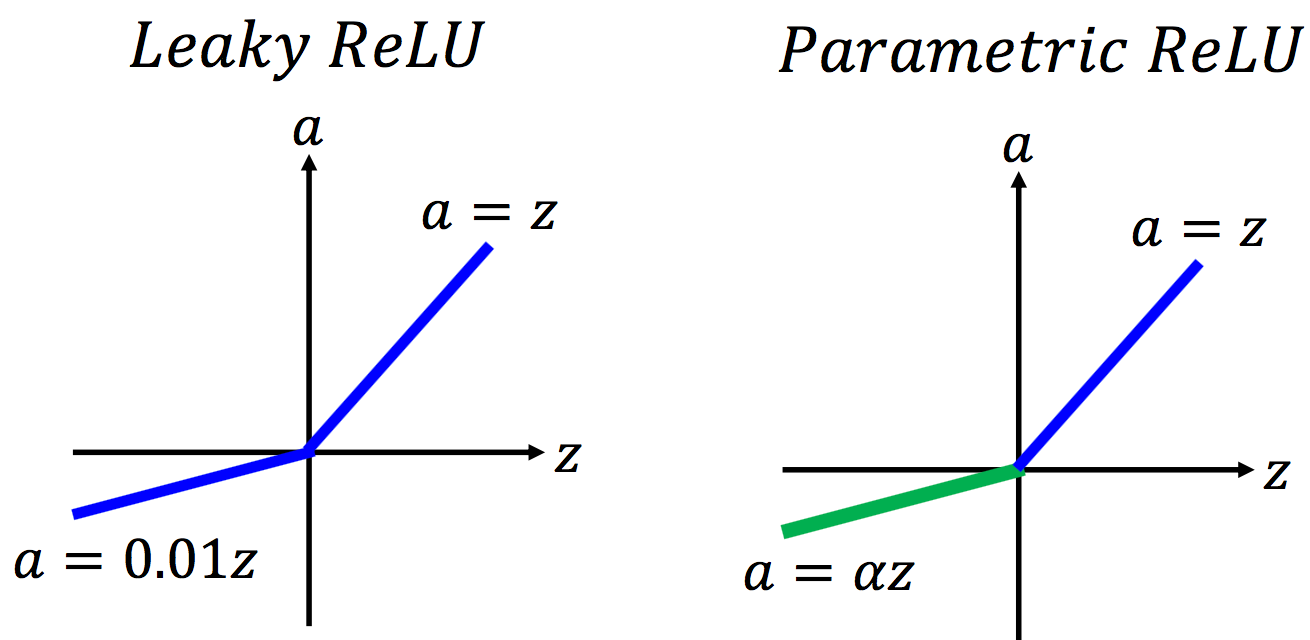 Leaky ReLU
a
a = z
z
a = 0.01z
Parametric ReLU
a
a = z
z
a = αz